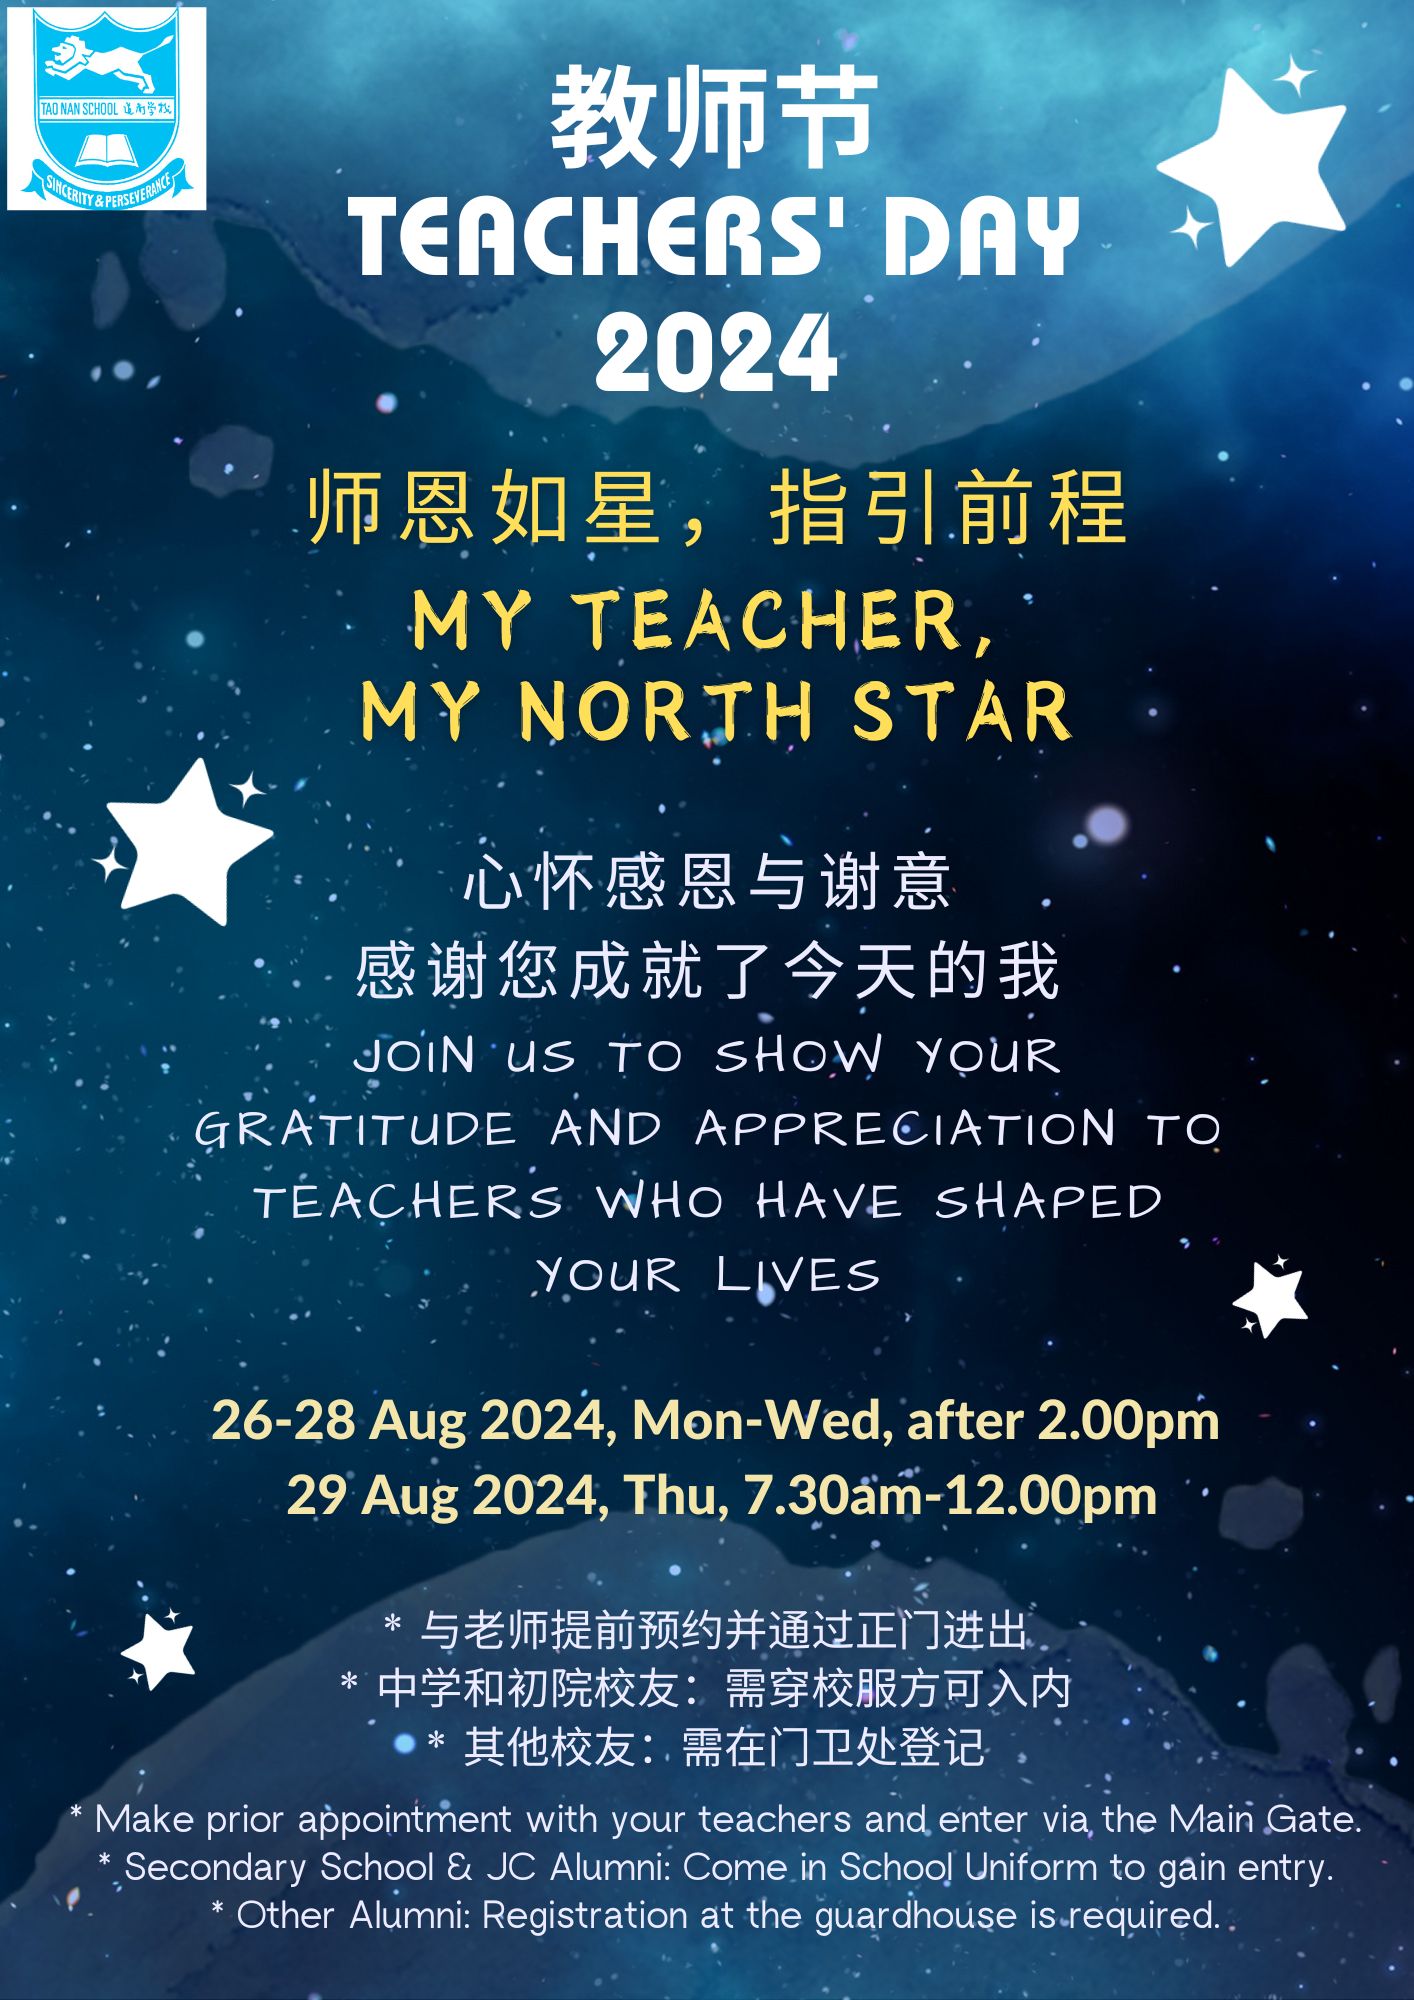 TAO NAN SCHOOL 道南学校
SINCERITY & PERSEVERANCE
教师节
TEACHERS' DAY
2024
师恩如星，指引前程
MY TEACHER,
MY NORTH STAR
心怀感恩与谢意
感谢您成就了今天的我
JOIN US TO SHOW YOUR
GRATITUDE AND APPRECIATION TO
TEACHERS WHO HAVE SHAPED
YOUR LIVES
26-28 Aug 2024, Mon-Wed, after 2.00pm
29 Aug 2024, Thu, 7.30am-12.00pm
* 与老师提前预约并通过正门进出
* 中学和初院校友：需穿校服方可入内
* 其他校友：需在门卫处登记
* Make prior appointment with your teachers and enter via the Main Gate.
* Secondary School & JC Alumni: Come in School Uniform to gain entry.
* Other Alumni: Registration at the guardhouse is required.